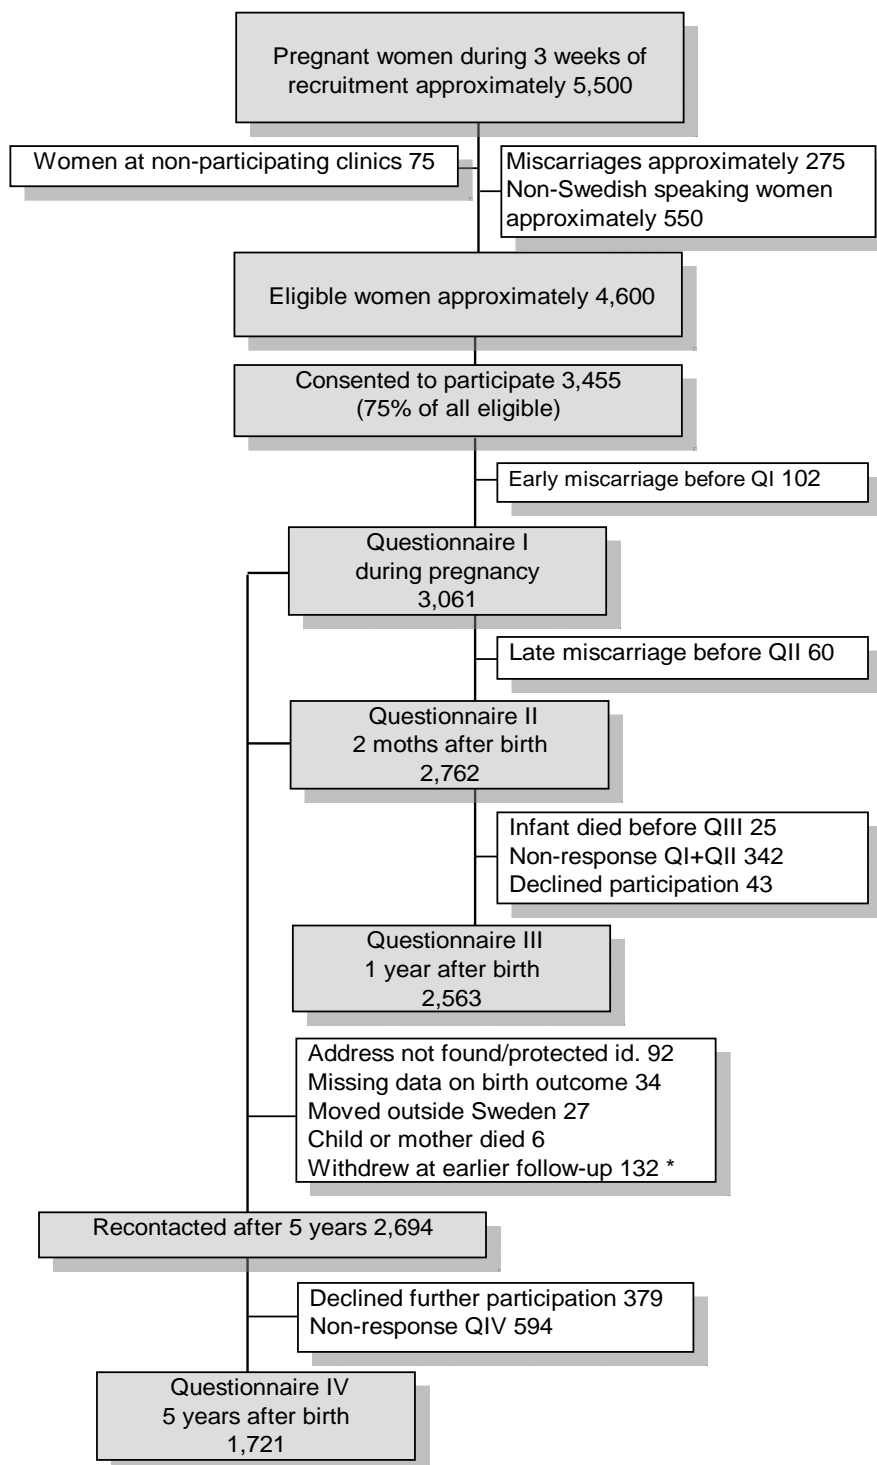 Pregnant women during 3 weeks of
recruitment approximately 5,500
Women at non-participating clinics 75
Miscarriages approximately 275
Non-Swedish speaking women
approximately 550
Eligible women approximately 4,600
Consented to participate 3,455
(75% of all eligible)
Early miscarriage before QI 102
Questionnaire I
during pregnancy
3,061
Late miscarriage before QII 60
Questionnaire II
2 moths after birth
2,762
Infant died before QIII 25
Non-response QI+QII 342
Declined participation 43
Questionnaire III
1 year after birth
2,563
Address not found/protected id. 92
Missing data on birth outcome 34
Moved outside Sweden 27
Child or mother died 6
Withdrew at earlier follow-up 132 *
Recontacted after 5 years 2,694
Declined further participation 379
Non-response QIV 594
Questionnaire IV
5 years after birth
1,721